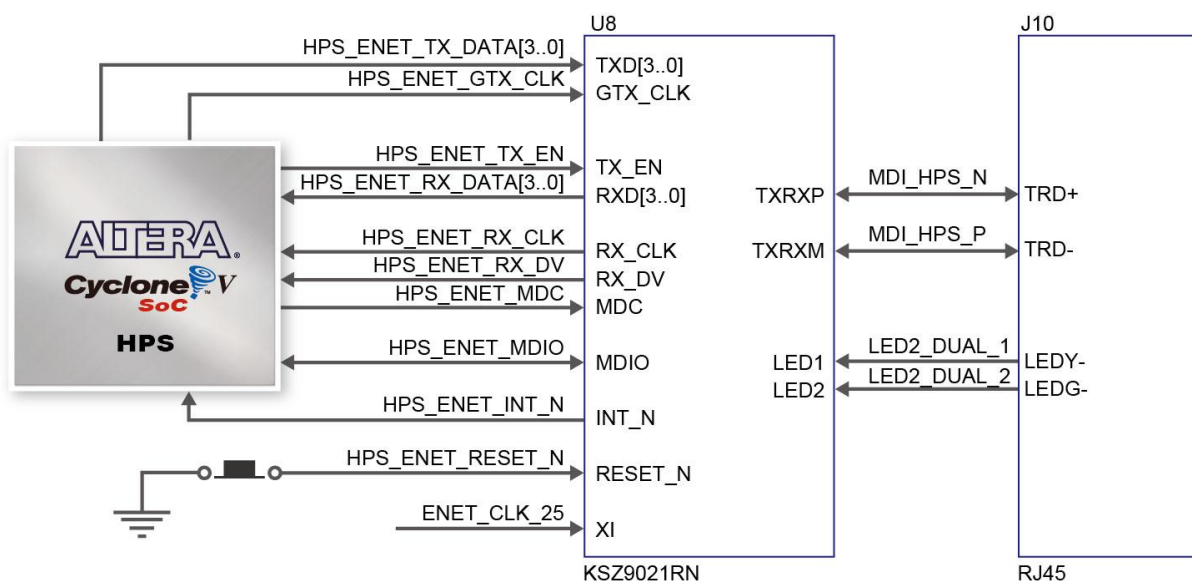 U8
J10
HPS_ENET_TX_DATA[3..0]
TXD[3..0]
HPS_ENET_GTX_CLK
GTX_CLK
HPS_ENET_TX_EN
TX_EN
HPS_ENET_RX_DATA[3..0]
RXD[3..0]
TXRXP
MDI_HPS_N
TRD+
HPS_ENET_RX_CLK
RX_CLK
TXRXM
MDI_HPS_P
TRD-
HPS_ENET_RX_DV
RX_DV
HPS_ENET_MDC
MDC
ALTERA®
Cyclone™ V
SoC
HPS
HPS_ENET_MDIO
MDIO
LED1
LED2_DUAL_1
LEDY-
LED2
LED2_DUAL_2
LEDG-
HPS_ENET_INT_N
INT_N
HPS_ENET_RESET_N
RESET_N
ENET_CLK_25
XI
KSZ9021RN
RJ45